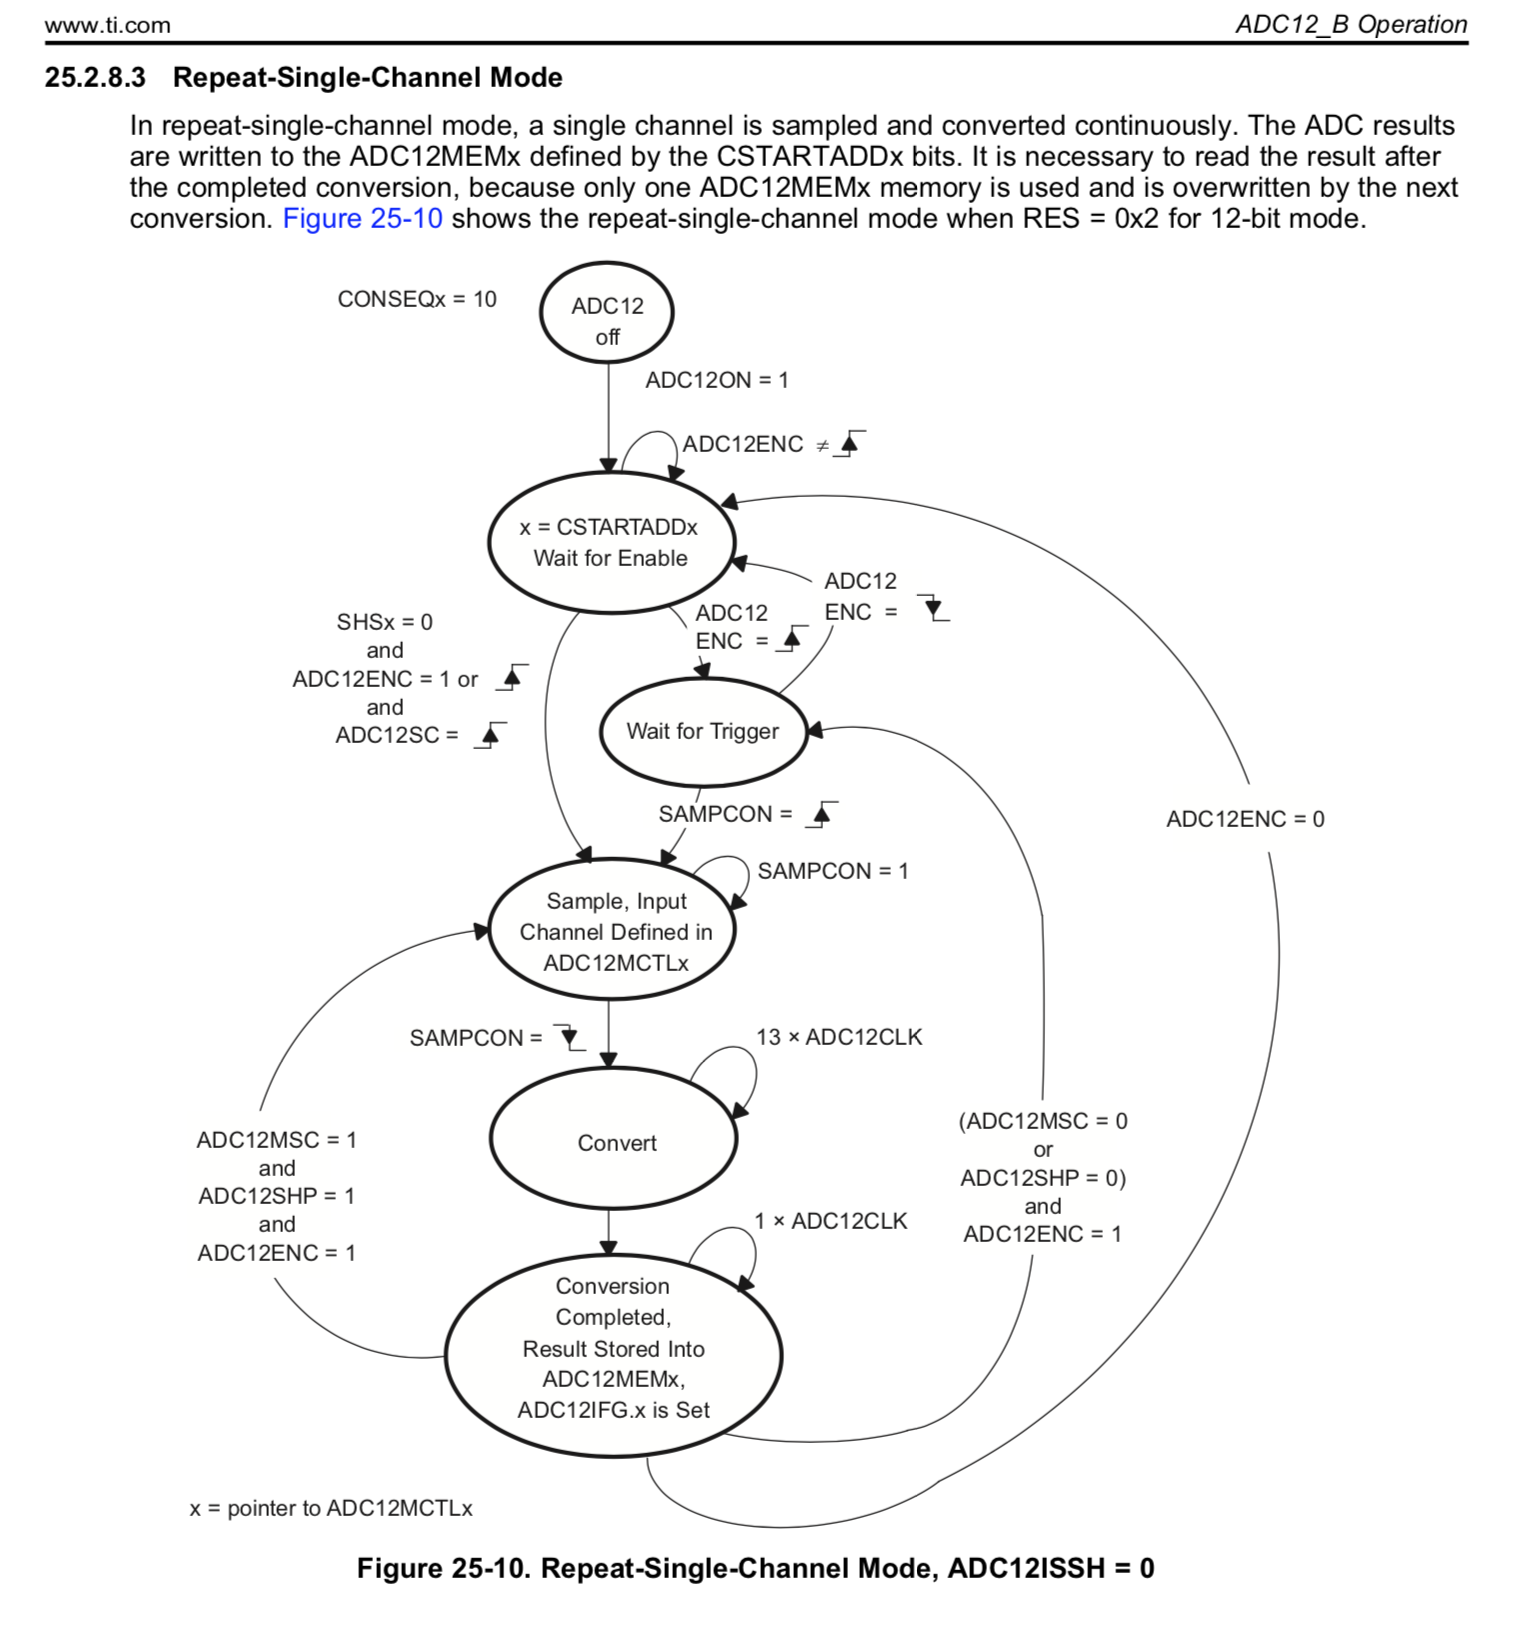 www.ti.com
ADC12_B Operation
25.2.8.3 Repeat-Single-Channel Mode
In repeat-single-channel mode, a single channel is sampled and converted continuously. The ADC results
are written to the ADC12MEMx defined by the CSTARTADDx bits. It is necessary to read the result after
the completed conversion, because only one ADC12MEMx memory is used and is overwritten by the next
conversion. Figure 25-10 shows the repeat-single-channel mode when RES = 0x2 for 12-bit mode.
CONSEQx = 10
ADC12
off
ADC12ON = 1
ADC12ENC ≠
x = CSTARTADDx
Wait for Enable
ADC12
ENC =
ADC12
ENC =
SHSx = 0
and
ADC12ENC = 1 or
and
ADC12SC =
Wait for Trigger
SAMPCON =
ADC12ENC = 0
SAMPCON = 1
Sample, Input
Channel Defined in
ADC12MCTLx
SAMPCON =
13 × ADC12CLK
Convert
ADC12MSC = 1
and
ADC12SHP = 1
and
ADC12ENC = 1
(ADC12MSC = 0
or
ADC12SHP = 0)
and
ADC12ENC = 1
1 × ADC12CLK
Conversion
Completed,
Result Stored Into
ADC12MEMx,
ADC12IFG.x is Set
x = pointer to ADC12MCTLx
Figure 25-10. Repeat-Single-Channel Mode, ADC12ISSH = 0